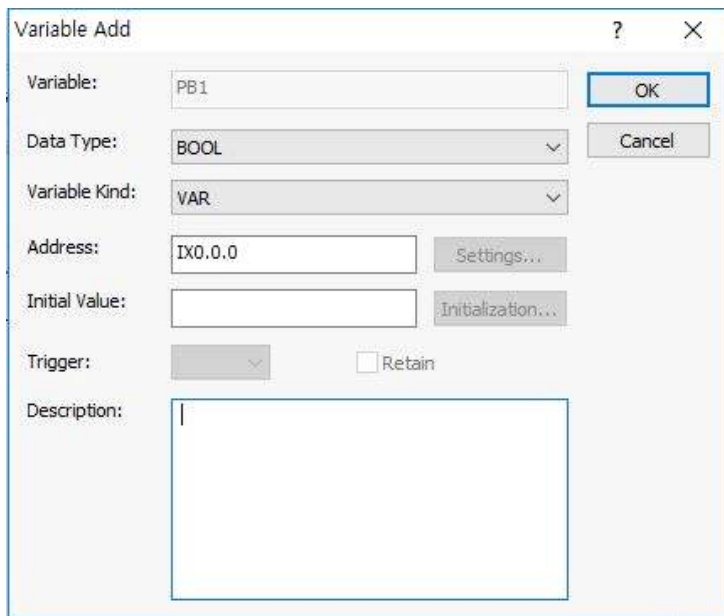 Variable Add
?
Variable:
PB1
OK
Data Type:
BOOL
Cancel
Variable Kind:
VAR
Address:
IX0.0.0
Settings...
Initial Value:
Initialization...
Trigger:
Retain
Description: